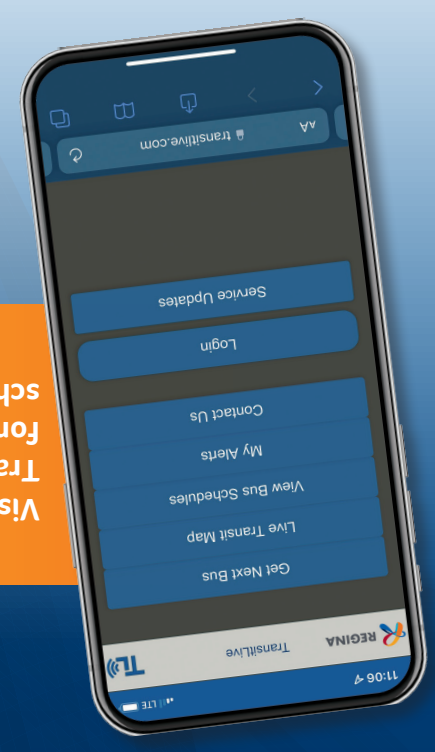 11:06 LTE
REGINA TransitLive TL
Get Next Bus
Live Transit Map
View Bus Schedules
My Alerts
Contact Us
Login
Service Updates
AA transitlive.com
Vis
Tra
for
sch